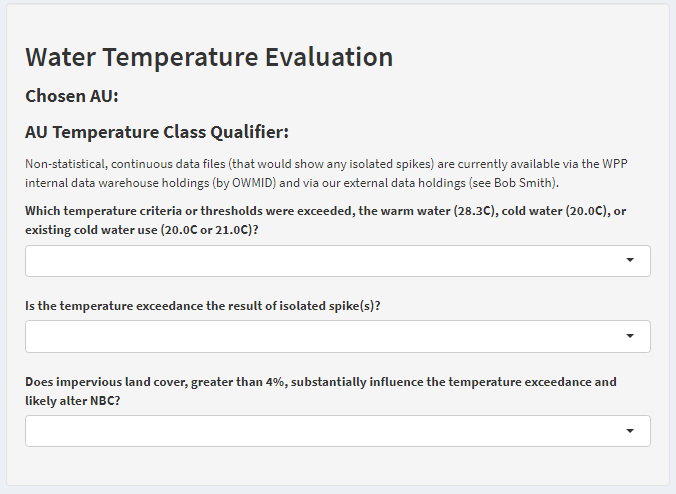 Water Temperature Evaluation
Chosen AU:
AU Temperature Class Qualifier:
Non-statistical, continuous data files (that would show any isolated spikes) are currently available via the WPP
internal data warehouse holdings (by OWMID) and via our external data holdings (see Bob Smith).
Which temperature criteria or thresholds were exceeded, the warm water (28.3C), cold water (20.0C), or
existing cold water use (20.0C or 21.0C)?
Is the temperature exceedance the result of isolated spike(s)?
Does impervious land cover, greater than 4%, substantially influence the temperature exceedance and
likely alter NBC?